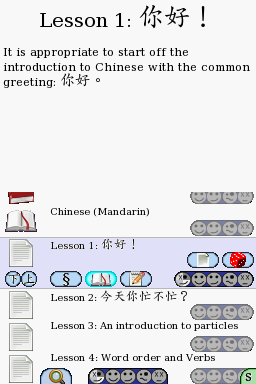 Lesson 1: 你好！
It is appropriate to start off the
introduction to Chinese with the common
greeting: 你好。
Chinese (Mandarin)
Lesson 1: 你好！
下上 §
Lesson 2: 今天你忙不忙？
Lesson 3: An introduction to particles
Lesson 4: Word order and Verbs
S